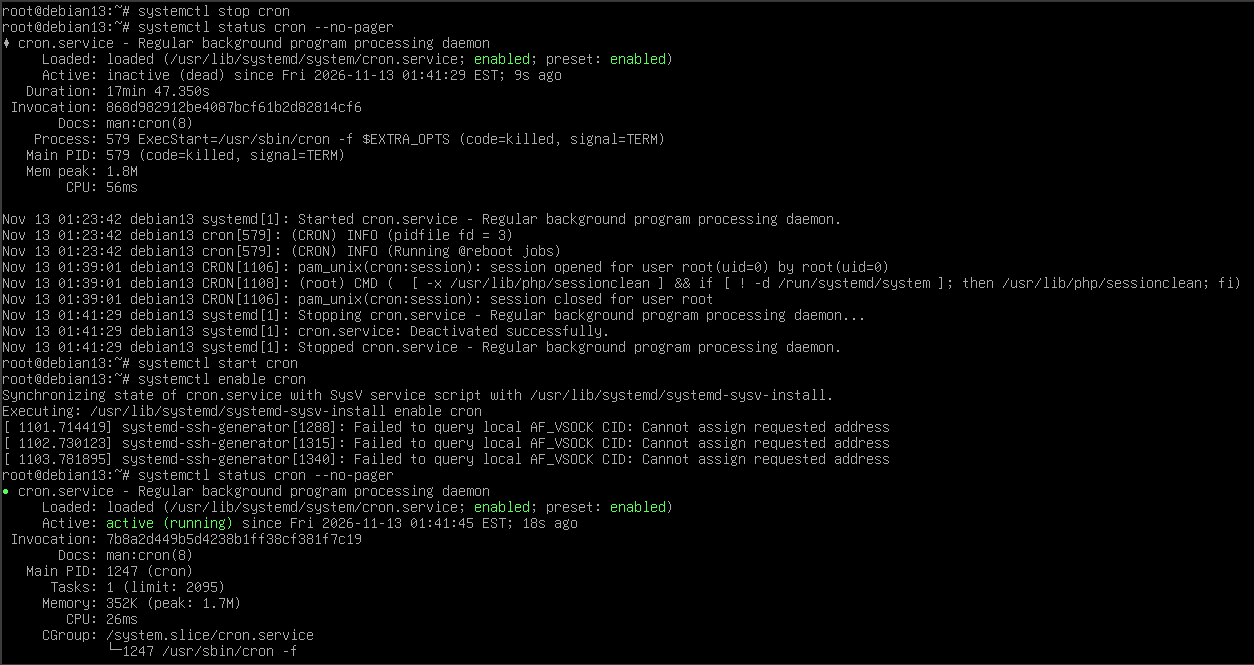 root@debian13:~# systemctl stop cron
root@debian13:~# systemctl status cron --no-pager
♦ cron.service - Regular background program processing daemon
     Loaded: loaded (/usr/lib/systemd/system/cron.service; enabled; preset: enabled)
     Active: inactive (dead) since Fri 2026-11-13 01:41:29 EST; 9s ago
   Duration: 17min 47.350s
 Invocation: 868d982912be4087bcf61b2d82814cf6
       Docs: man:cron(8)
    Process: 579 ExecStart=/usr/sbin/cron -f $EXTRA_OPTS (code=killed, signal=TERM)
   Main PID: 579 (code=killed, signal=TERM)
   Mem peak: 1.8M
        CPU: 56ms

Nov 13 01:23:42 debian13 systemd[1]: Started cron.service - Regular background program processing daemon.
Nov 13 01:23:42 debian13 cron[579]: (CRON) INFO (pidfile fd = 3)
Nov 13 01:23:42 debian13 cron[579]: (CRON) INFO (Running @reboot jobs)
Nov 13 01:39:01 debian13 CRON[1106]: pam_unix(cron:session): session opened for user root(uid=0) by root(uid=0)
Nov 13 01:39:01 debian13 CRON[1108]: (root) CMD (  [ -x /usr/lib/php/sessionclean ] && if [ ! -d /run/systemd/system ]; then /usr/lib/php/sessionclean; fi)
Nov 13 01:39:01 debian13 CRON[1106]: pam_unix(cron:session): session closed for user root
Nov 13 01:41:29 debian13 systemd[1]: Stopping cron.service - Regular background program processing daemon...
Nov 13 01:41:29 debian13 systemd[1]: cron.service: Deactivated successfully.
Nov 13 01:41:29 debian13 systemd[1]: Stopped cron.service - Regular background program processing daemon.
root@debian13:~# systemctl start cron
root@debian13:~# systemctl enable cron
Synchronizing state of cron.service with SysV service script with /usr/lib/systemd/systemd-sysv-install.
Executing: /usr/lib/systemd/systemd-sysv-install enable cron
[ 1101.714419] systemd-ssh-generator[1288]: Failed to query local AF_VSOCK CID: Cannot assign requested address
[ 1102.730123] systemd-ssh-generator[1315]: Failed to query local AF_VSOCK CID: Cannot assign requested address
[ 1103.781895] systemd-ssh-generator[1340]: Failed to query local AF_VSOCK CID: Cannot assign requested address
root@debian13:~# systemctl status cron --no-pager
● cron.service - Regular background program processing daemon
     Loaded: loaded (/usr/lib/systemd/system/cron.service; enabled; preset: enabled)
     Active: active (running) since Fri 2026-11-13 01:41:45 EST; 18s ago
 Invocation: 7b8a2d449b5d4238b1ff38cf381f7c19
       Docs: man:cron(8)
   Main PID: 1247 (cron)
      Tasks: 1 (limit: 2095)
     Memory: 352K (peak: 1.7M)
        CPU: 26ms
     CGroup: /system.slice/cron.service
             └─1247 /usr/sbin/cron -f